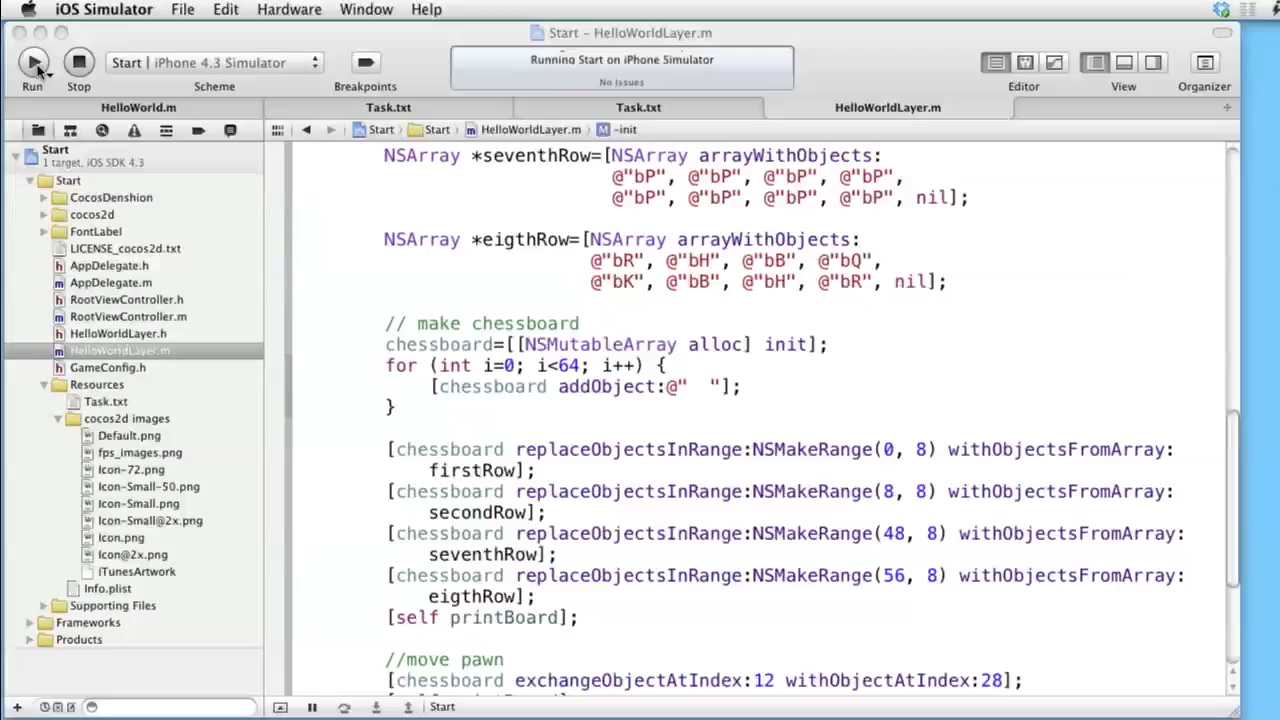 iOS Simulator File Edit Hardware Window Help
Start – HelloWorldLayer.m
Start | iPhone 4.3 Simulator
Running Start on iPhone Simulator
No Issues
Run Stop Scheme Breakpoints Editor View Organizer
HelloWorld.m Task.txt Task.txt HelloWorldLayer.m
Start Start HelloWorldLayer.m M -init
Start
1 target, iOS SDK 4.3
Start
CocosDenshion
cocos2d
FontLabel
LICENSE_cocos2d.txt
h AppDelegate.h
m AppDelegate.m
h RootViewController.h
m RootViewController.m
h HelloWorldLayer.h
m HelloWorldLayer.m
h GameConfig.h
Resources
Task.txt
cocos2d images
Default.png
fps_images.png
Icon-72.png
Icon-Small-50.png
Icon-Small.png
Icon-Small@2x.png
Icon.png
Icon@2x.png
iTunesArtwork
Info.plist
Supporting Files
Frameworks
Products
NSArray *seventhRow=[NSArray arrayWithObjects:
@"bP", @"bP", @"bP", @"bP",
@"bP", @"bP", @"bP", @"bP", nil];
NSArray *eigthRow=[NSArray arrayWithObjects:
@"bR", @"bH", @"bB", @"bQ",
@"bK", @"bB", @"bH", @"bR", nil];
// make chessboard
chessboard=[[NSMutableArray alloc] init];
for (int i=0; i<64; i++) {
[chessboard addObject:@"  "];
}
[chessboard replaceObjectsInRange:NSMakeRange(0, 8) withObjectsFromArray:
firstRow];
[chessboard replaceObjectsInRange:NSMakeRange(8, 8) withObjectsFromArray:
secondRow];
[chessboard replaceObjectsInRange:NSMakeRange(48, 8) withObjectsFromArray:
seventhRow];
[chessboard replaceObjectsInRange:NSMakeRange(56, 8) withObjectsFromArray:
eigthRow];
[self printBoard];
//move pawn
[chessboard exchangeObjectAtIndex:12 withObjectAtIndex:28];
Start